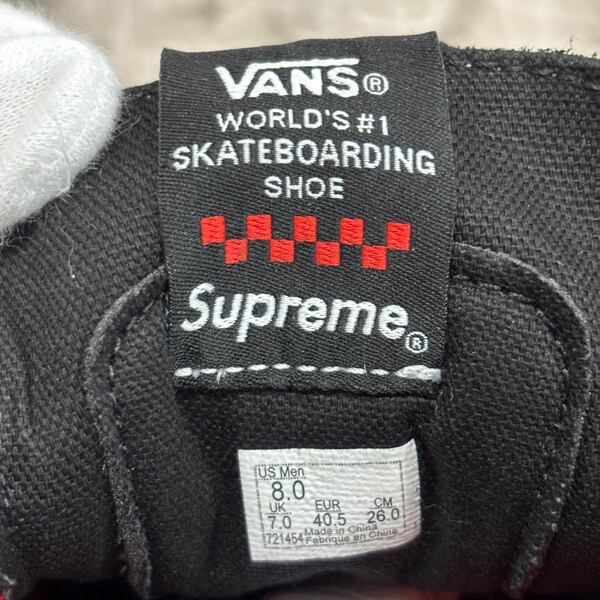 VANS®
WORLD'S #1
SKATEBOARDING
SHOE
Supreme®
US Men
8.0
UK EUR CM
7.0 40.5 26.0
721454 Made in China
Fabrique en Chine